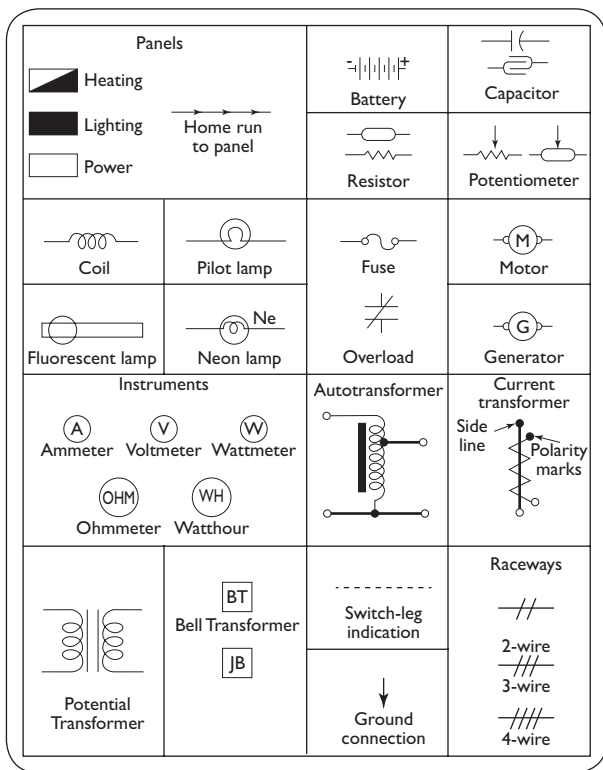 Panels
Heating
Lighting
Power
Home run
to panel
- +
Battery
Capacitor
Resistor
Potentiometer
Coil
Pilot lamp
Fuse
M
Motor
Fluorescent lamp
Ne
Neon lamp
Overload
G
Generator
Instruments
A
Ammeter
V
Voltmeter
W
Wattmeter
OHM
Ohmmeter
WH
Watthour
Autotransformer
Current
transformer
Side
line
Polarity
marks
Potential
Transformer
BT
Bell Transformer
JB
Switch-leg
indication
Ground
connection
Raceways
2-wire
3-wire
4-wire